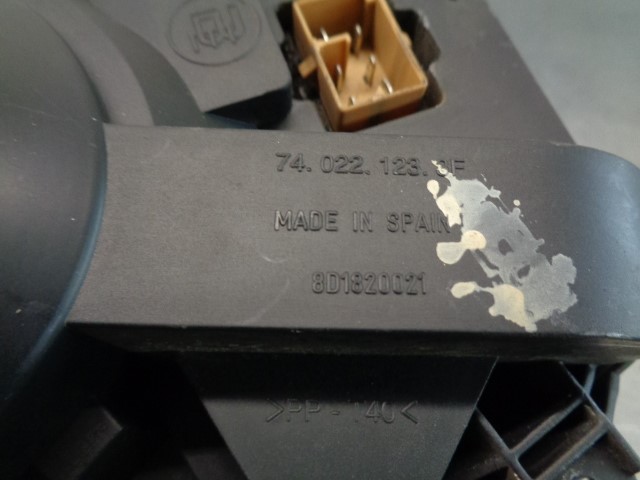 74.022.123.
MADE IN SPAIN
8D1820021
>PP - T40<